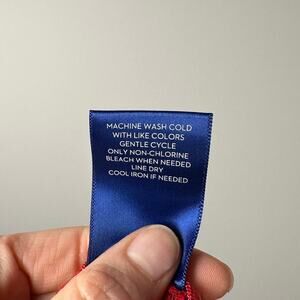 MACHINE WASH COLD
WITH LIKE COLORS
GENTLE CYCLE
ONLY NON-CHLORINE
BLEACH WHEN NEEDED
LINE DRY
COOL IRON IF NEEDED